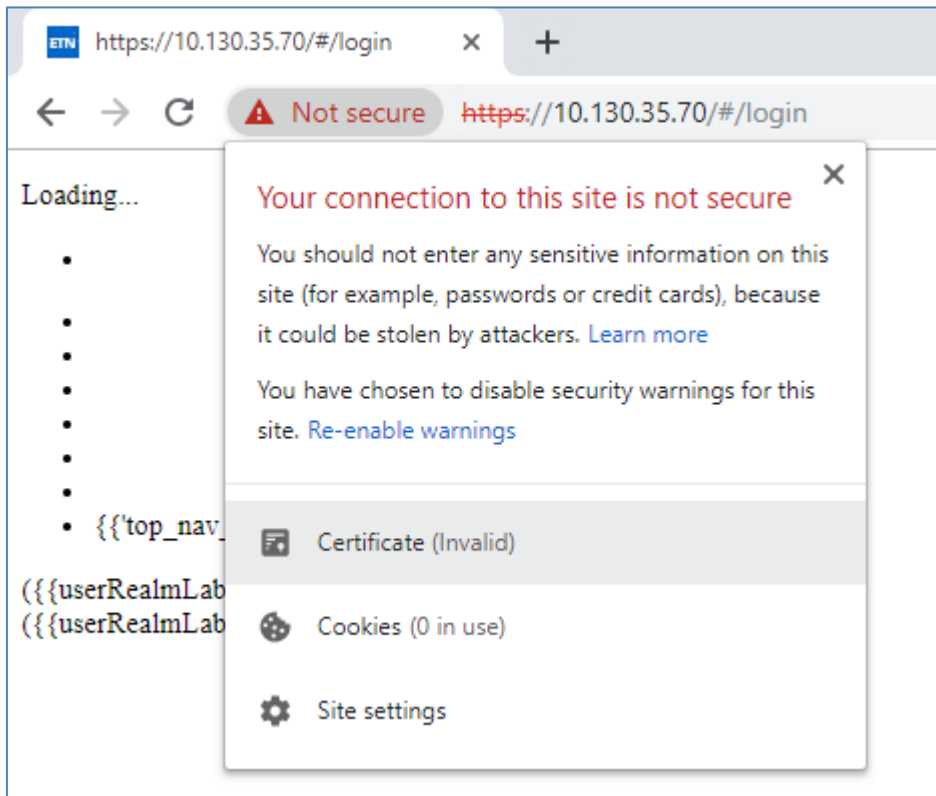 ETN https://10.130.35.70/#/login
Not secure https://10.130.35.70/#/login
Loading...
Your connection to this site is not secure
You should not enter any sensitive information on this
site (for example, passwords or credit cards), because
it could be stolen by attackers. Learn more
You have chosen to disable security warnings for this
site. Re-enable warnings
{{'top_nav_
Certificate (Invalid)
({{userRealmLab
({{userRealmLab
Cookies (0 in use)
Site settings